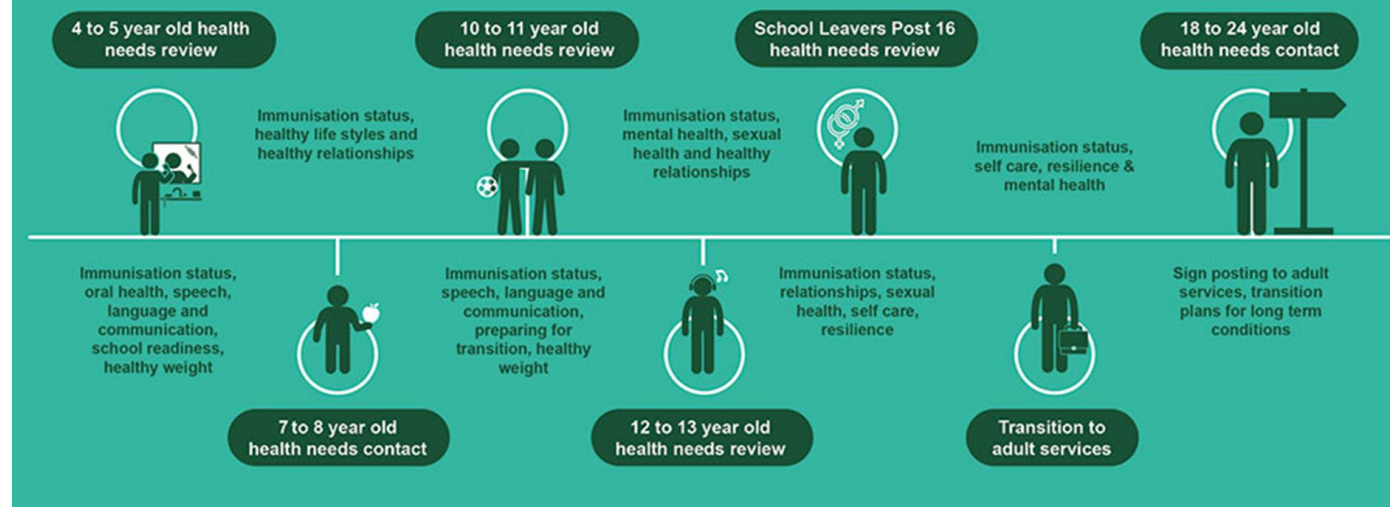 4 to 5 year old health
needs review
Immunisation status,
oral health, speech,
language and
communication,
school readiness,
healthy weight
Immunisation status,
healthy life styles and
healthy relationships
7 to 8 year old
health needs contact
10 to 11 year old
health needs review
Immunisation status,
speech, language and
communication,
preparing for
transition, healthy
weight
Immunisation status,
mental health, sexual
health and healthy
relationships
12 to 13 year old
health needs review
School Leavers Post 16
health needs review
Immunisation status,
relationships, sexual
health, self care,
resilience
Immunisation status,
self care, resilience &
mental health
Transition to
adult services
18 to 24 year old
health needs contact
Sign posting to adult
services, transition
plans for long term
conditions